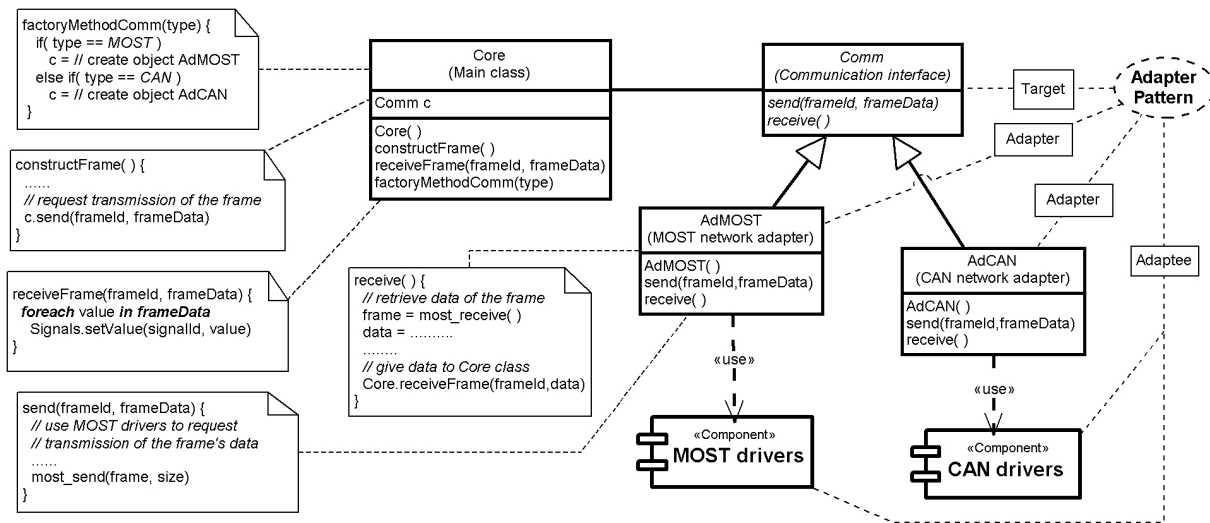 factoryMethodComm(type) {
if( type == MOST )
c = // create object AdMOST
else if( type == CAN )
c = // create object AdCAN
}
constructFrame( ) {
......
// request transmission of the frame
c.send(frameId, frameData)
}
receiveFrame(frameId, frameData) {
foreach value in frameData
Signals.setValue(signalId, value)
}
send(frameId, frameData) {
// use MOST drivers to request
// transmission of the frame's data
......
most_send(frame, size)
}
Core
(Main class)
Comm c
Core( )
constructFrame( )
receiveFrame(frameId, frameData)
factoryMethodComm(type)
receive( ) {
// retrieve data of the frame
frame = most_receive( )
data = ..........
........
// give data to Core class
Core.receiveFrame(frameId,data)
}
Comm
(Communication interface)
send(frameId, frameData)
receive( )
AdMOST
(MOST network adapter)
AdMOST( )
send(frameId,frameData)
receive( )
«use»
«Component»
MOST drivers
AdCAN
(CAN network adapter)
AdCAN( )
send(frameId,frameData)
receive( )
«use»
«Component»
CAN drivers
Target
Adapter
Adapter
Adaptee
Adapter
Pattern